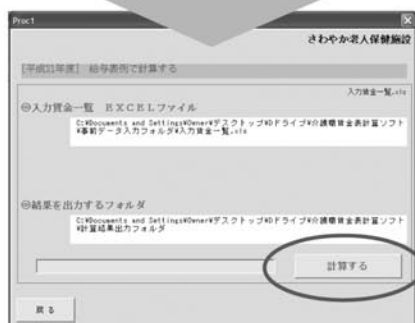 Proc1
さわやか老人保健施設
[平成21年度] 給与表例で計算する
入力賃金一覧.xls
◎入力賃金一覧 EXCELファイル
C:¥Documents and Settings¥Owner¥デスクトップ¥Dドライブ¥介護職賃金表計算ソフト
¥事前データ入力フォルダ¥入力賃金一覧.xls
◎結果を出力するフォルダ
C:¥Documents and Settings¥Owner¥デスクトップ¥Dドライブ¥介護職賃金表計算ソフト
¥計算結果出力フォルダ
計算する
戻る